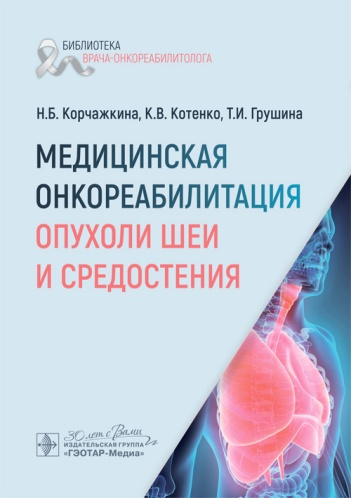 БИБЛИОТЕКА
ВРАЧА-ОНКОРЕАБИЛИТОЛОГА
Н.Б. Корчажкина, К.В. Котенко, Т.И. Грушина
МЕДИЦИНСКАЯ
ОНКОРЕАБИЛИТАЦИЯ
ОПУХОЛИ ШЕИ
И СРЕДОСТЕНИЯ
30 лет с Вами
ИЗДАТЕЛЬСКАЯ ГРУППА
«ГЭОТАР-Медиа»